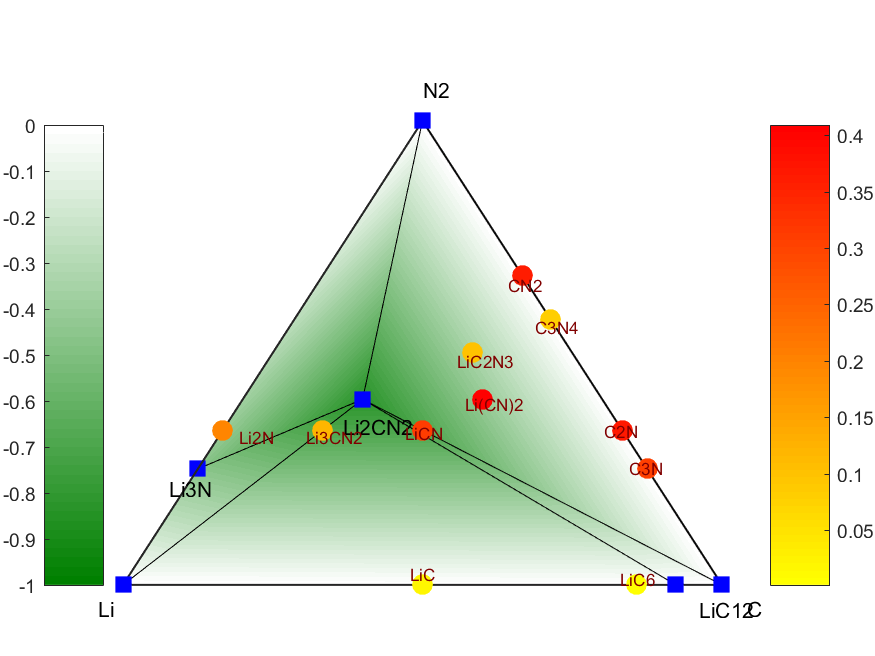 N2
0
-0.1
-0.2
-0.3
-0.4
-0.5
-0.6
-0.7
-0.8
-0.9
-1
0.4
0.35
0.3
0.25
0.2
0.15
0.1
0.05
CN2
C3N4
LiC2N3
Li(CN)2
Li2CN2
LiCN
C2N
Li2N
Li3CN2
C3N
Li3N
LiC
LiC6
Li
LiC12
C